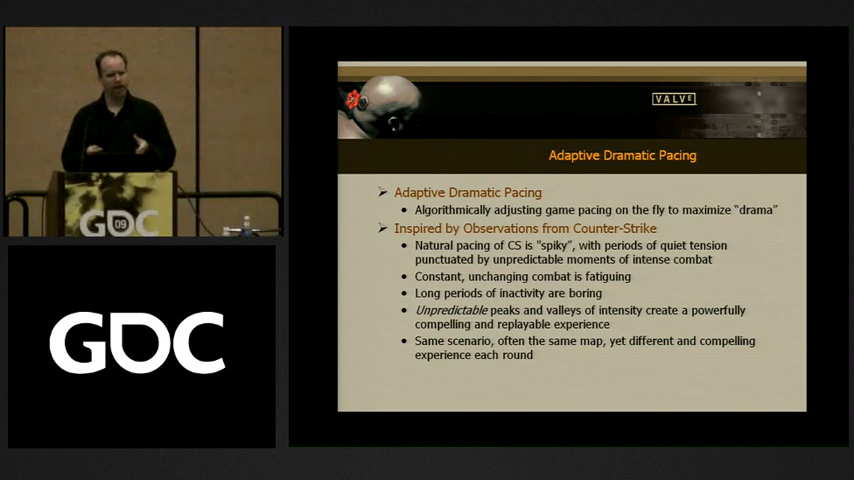 GDC
09
GDC
VALVE
Adaptive Dramatic Pacing
Adaptive Dramatic Pacing
Algorithmically adjusting game pacing on the fly to maximize "drama"
Inspired by Observations from Counter-Strike
Natural pacing of CS is "spiky", with periods of quiet tension
punctuated by unpredictable moments of intense combat
Constant, unchanging combat is fatiguing
Long periods of inactivity are boring
Unpredictable peaks and valleys of intensity create a powerfully
compelling and replayable experience
Same scenario, often the same map, yet different and compelling
experience each round